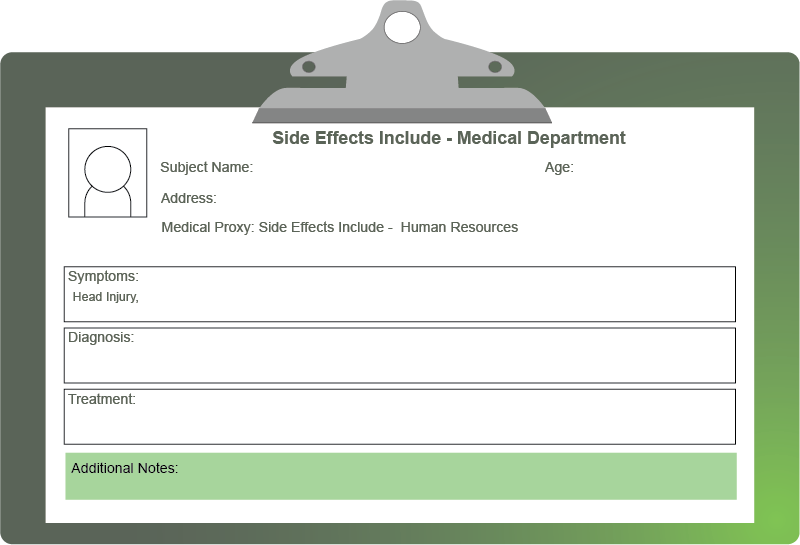 Side Effects Include - Medical Department
Subject Name: Age:
Address:
Medical Proxy: Side Effects Include -  Human Resources
Symptoms:
Head Injury,
Diagnosis:
Treatment:
Additional Notes: